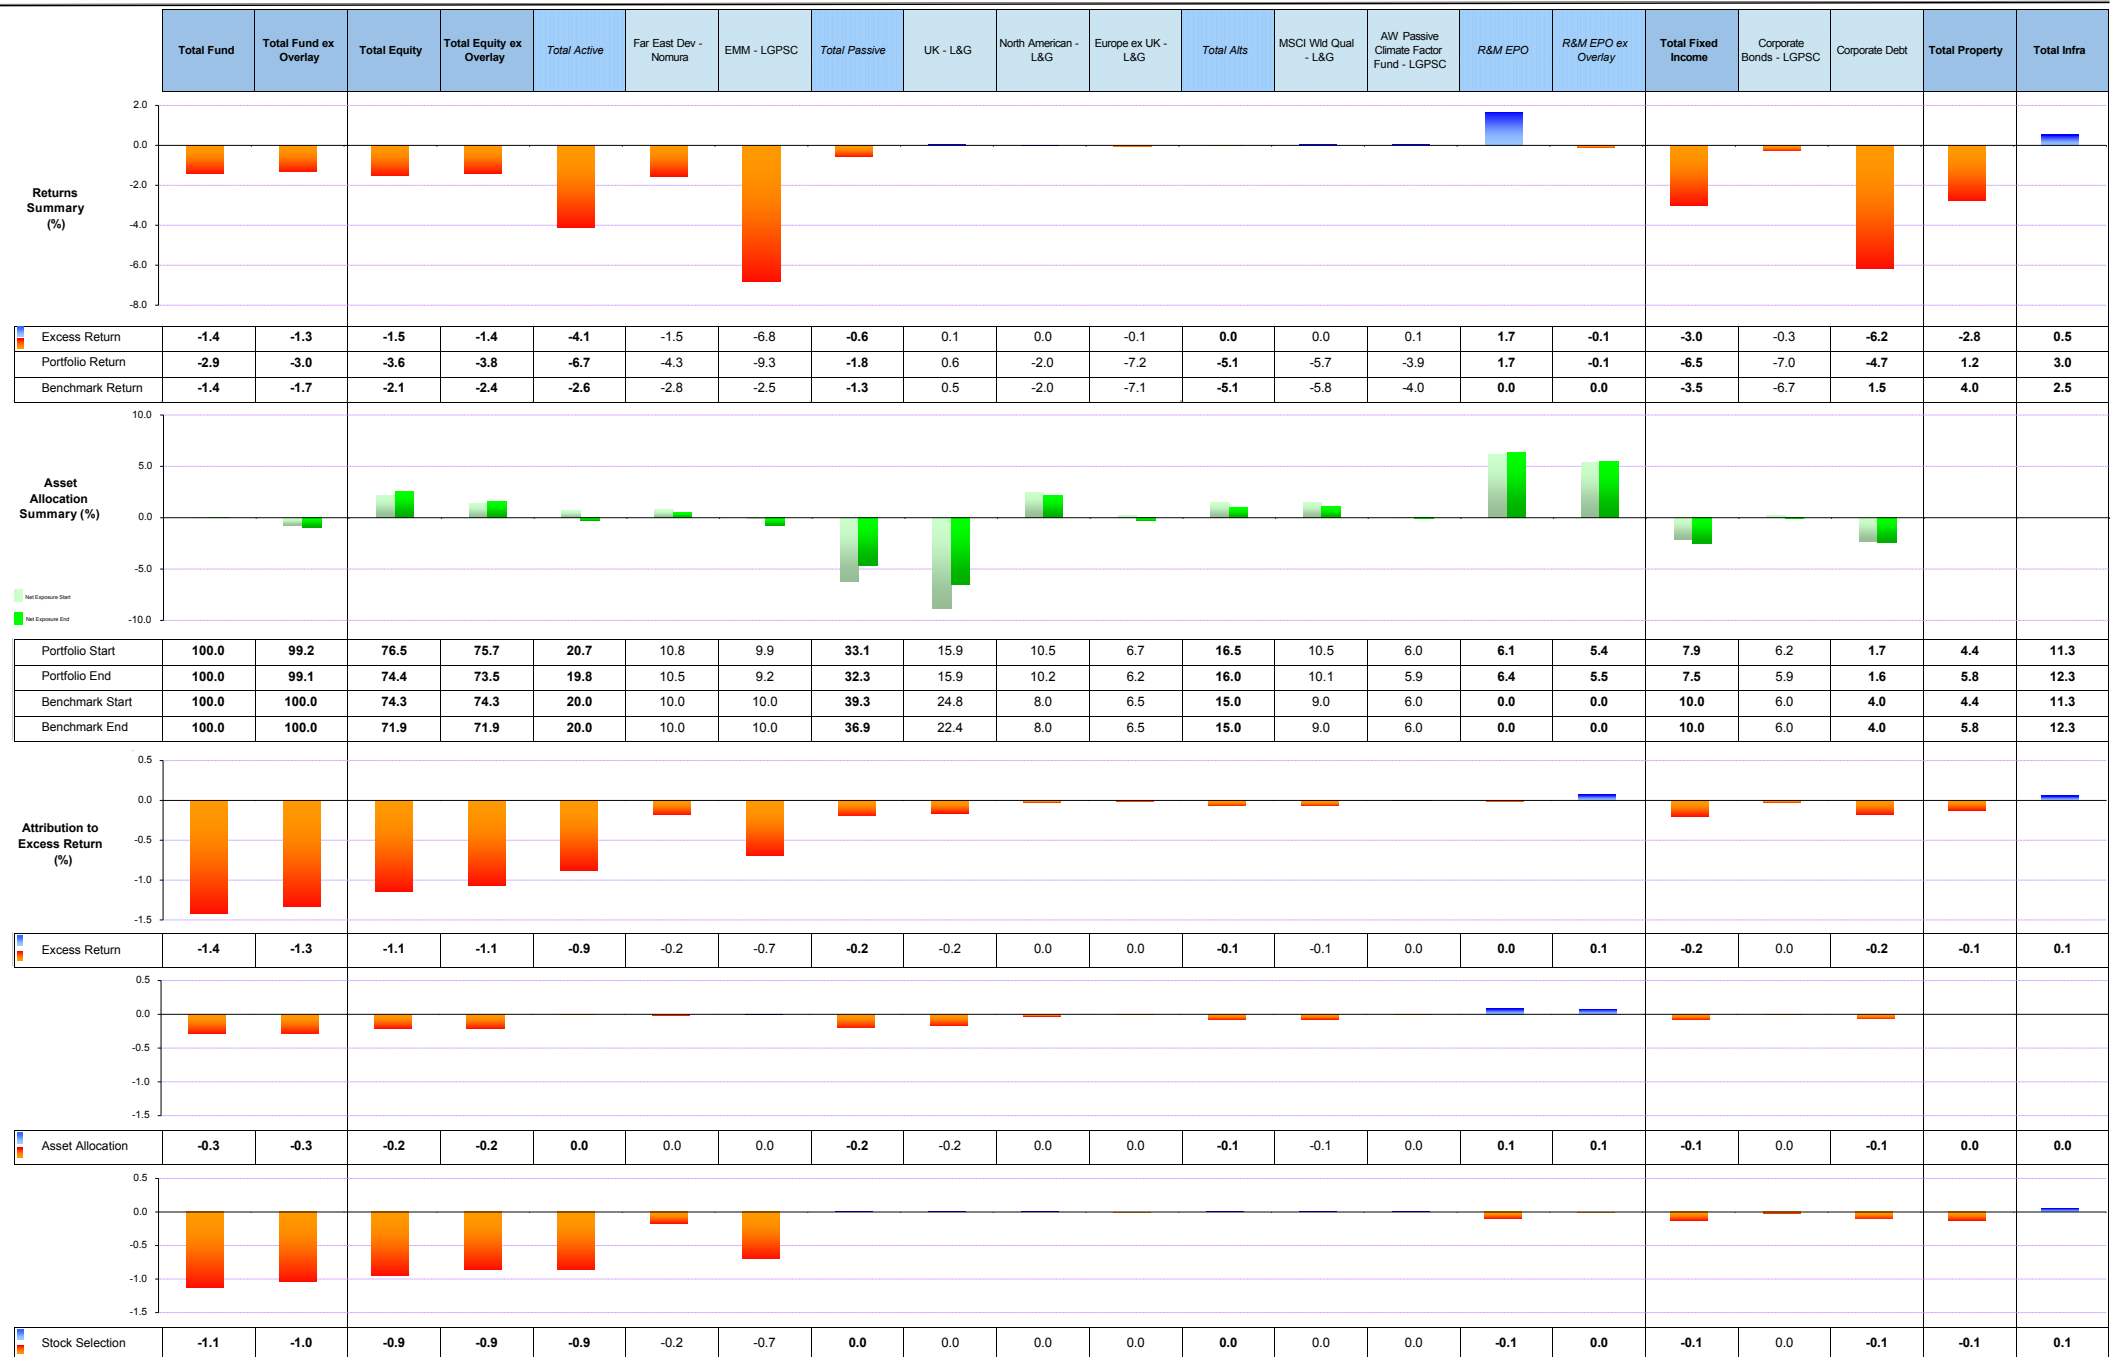 Total Fund Total Fund ex Overlay Total Equity Total Equity ex Overlay Total Active Far East Dev - Nomura EMM - LGPSC Total Passive UK - L&G North American - L&G Europe ex UK - L&G Total Alts MSCI Wld Qual - L&G AW Passive Climate Factor Fund - LGPSC R&M EPO R&M EPO ex Overlay Total Fixed Income Corporate Bonds - LGPSC Corporate Debt Total Property Total Infra
Returns Summary (%)
2.0
0.0
-2.0
-4.0
-6.0
-8.0
Excess Return -1.4 -1.3 -1.5 -1.4 -4.1 -1.5 -6.8 -0.6 0.1 0.0 -0.1 0.0 0.0 0.1 1.7 -0.1 -3.0 -0.3 -6.2 -2.8 0.5
Portfolio Return -2.9 -3.0 -3.6 -3.8 -6.7 -4.3 -9.3 -1.8 0.6 -2.0 -7.2 -5.1 -5.7 -3.9 1.7 -0.1 -6.5 -7.0 -4.7 1.2 3.0
Benchmark Return -1.4 -1.7 -2.1 -2.4 -2.6 -2.8 -2.5 -1.3 0.5 -2.0 -7.1 -5.1 -5.8 -4.0 0.0 0.0 -3.5 -6.7 1.5 4.0 2.5
Asset Allocation Summary (%)
10.0
5.0
0.0
-5.0
-10.0
Net Exposure Start
Net Exposure End
Portfolio Start 100.0 99.2 76.5 75.7 20.7 10.8 9.9 33.1 15.9 10.5 6.7 16.5 10.5 6.0 6.1 5.4 7.9 6.2 1.7 4.4 11.3
Portfolio End 100.0 99.1 74.4 73.5 19.8 10.5 9.2 32.3 15.9 10.2 6.2 16.0 10.1 5.9 6.4 5.5 7.5 5.9 1.6 5.8 12.3
Benchmark Start 100.0 100.0 74.3 74.3 20.0 10.0 10.0 39.3 24.8 8.0 6.5 15.0 9.0 6.0 0.0 0.0 10.0 6.0 4.0 4.4 11.3
Benchmark End 100.0 100.0 71.9 71.9 20.0 10.0 10.0 36.9 22.4 8.0 6.5 15.0 9.0 6.0 0.0 0.0 10.0 6.0 4.0 5.8 12.3
Attribution to Excess Return (%)
0.5
0.0
-0.5
-1.0
-1.5
Excess Return -1.4 -1.3 -1.1 -1.1 -0.9 -0.2 -0.7 -0.2 -0.2 0.0 0.0 -0.1 -0.1 0.0 0.0 0.1 -0.2 0.0 -0.2 -0.1 0.1
0.5
0.0
-0.5
-1.0
-1.5
Asset Allocation -0.3 -0.3 -0.2 -0.2 0.0 0.0 0.0 -0.2 -0.2 0.0 0.0 -0.1 -0.1 0.0 0.1 0.1 -0.1 0.0 -0.1 0.0 0.0
0.5
0.0
-0.5
-1.0
-1.5
Stock Selection -1.1 -1.0 -0.9 -0.9 -0.9 -0.2 -0.7 0.0 0.0 0.0 0.0 0.0 0.0 0.0 -0.1 0.0 -0.1 0.0 -0.1 -0.1 0.1